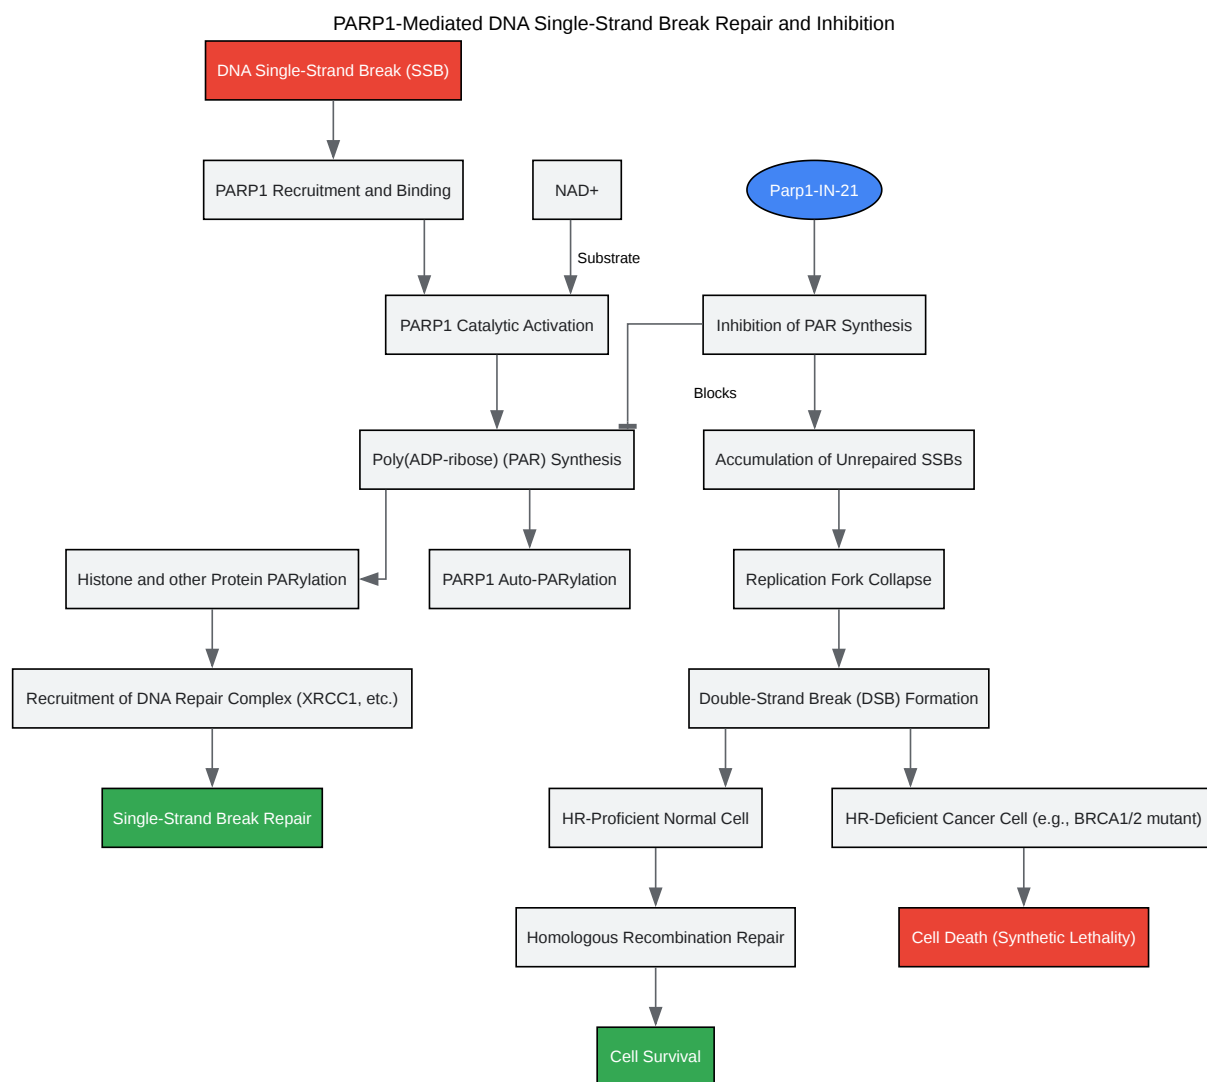 PARP1-Mediated DNA Single-Strand Break Repair and Inhibition
DNA Single-Strand Break (SSB)
PARP1 Recruitment and Binding
NAD+
Parp1-IN-21
Substrate
PARP1 Catalytic Activation
Inhibition of PAR Synthesis
Blocks
Poly(ADP-ribose) (PAR) Synthesis
Accumulation of Unrepaired SSBs
Histone and other Protein PARylation
PARP1 Auto-PARylation
Replication Fork Collapse
Recruitment of DNA Repair Complex (XRCC1, etc.)
Double-Strand Break (DSB) Formation
Single-Strand Break Repair
HR-Proficient Normal Cell
HR-Deficient Cancer Cell (e.g., BRCA1/2 mutant)
Homologous Recombination Repair
Cell Death (Synthetic Lethality)
Cell Survival